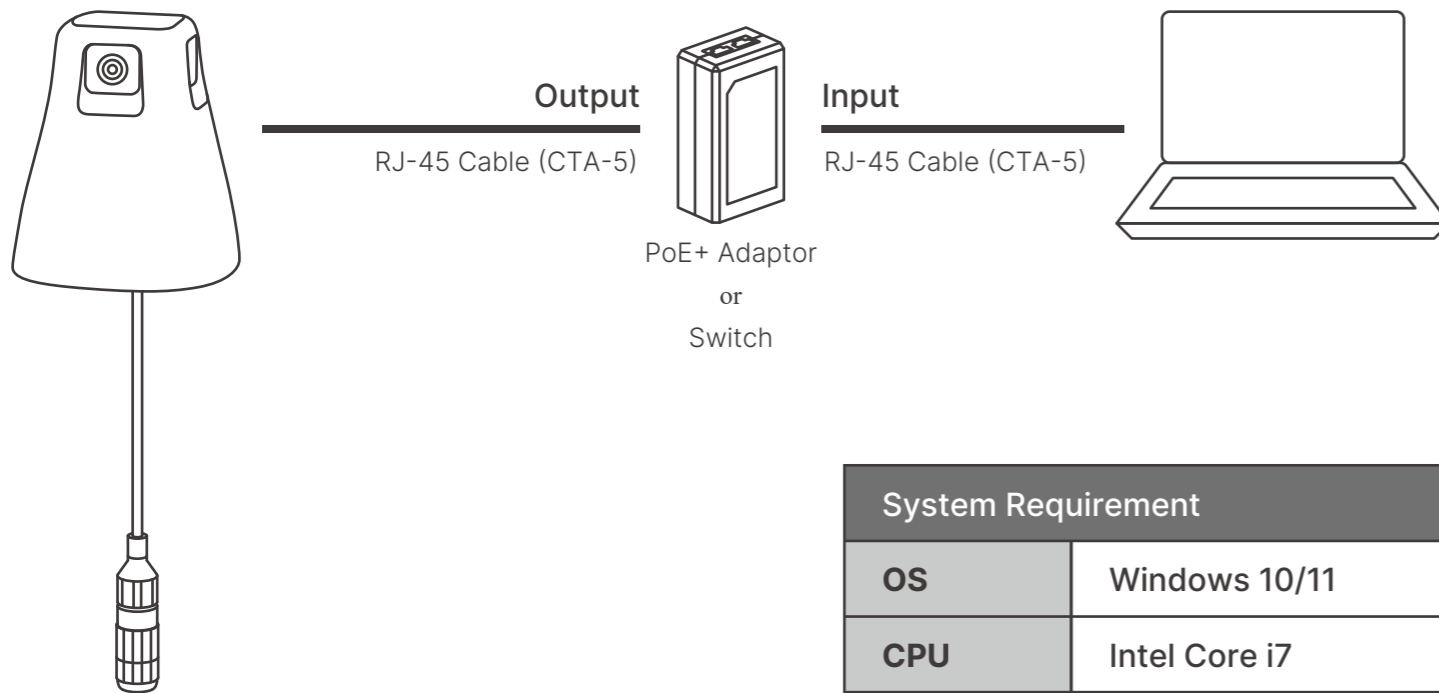 Output
Input
RJ-45 Cable (CTA-5)
RJ-45 Cable (CTA-5)
PoE+ Adaptor
or
Switch
System Requirement
OS
Windows 10/11
CPU
Intel Core i7